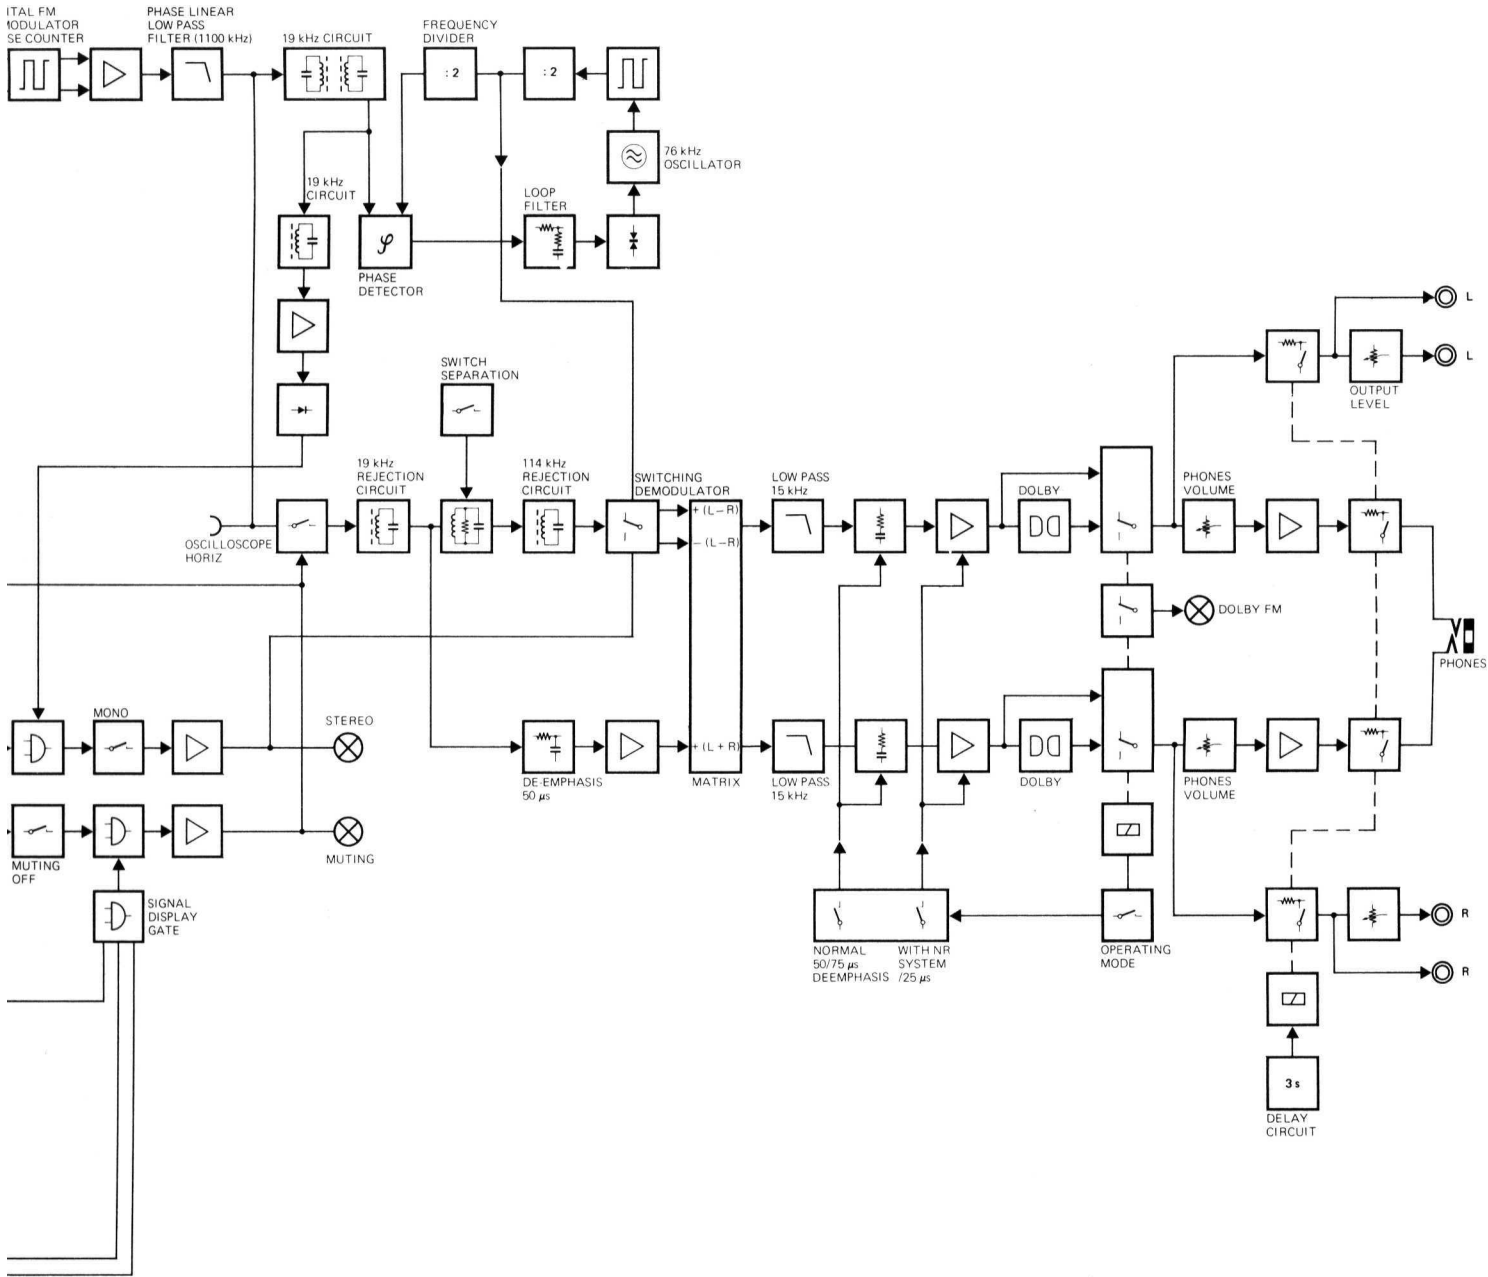 ITAL FM
MODULATOR
SE COUNTER
PHASE LINEAR
LOW PASS
FILTER (1100 kHz)
19 kHz CIRCUIT
FREQUENCY
DIVIDER
: 2
: 2
76 kHz
OSCILLATOR
19 kHz
CIRCUIT
LOOP
FILTER
φ
PHASE
DETECTOR
L
L
OUTPUT
LEVEL
SWITCH
SEPARATION
19 kHz
REJECTION
CIRCUIT
114 kHz
REJECTION
CIRCUIT
SWITCHING
DEMODULATOR
LOW PASS
15 kHz
DOLBY
PHONES
VOLUME
+ (L–R)
– (L–R)
OSCILLOSCOPE
HORIZ
DOLBY FM
PHONES
MONO
STEREO
+ (L + R)
DE-EMPHASIS
50 μs
MATRIX
LOW PASS
15 kHz
DOLBY
PHONES
VOLUME
MUTING
OFF
MUTING
SIGNAL
DISPLAY
GATE
NORMAL
50/75 μs
DEEMPHASIS
WITH NR
SYSTEM
/25 μs
OPERATING
MODE
R
R
3 s
DELAY
CIRCUIT